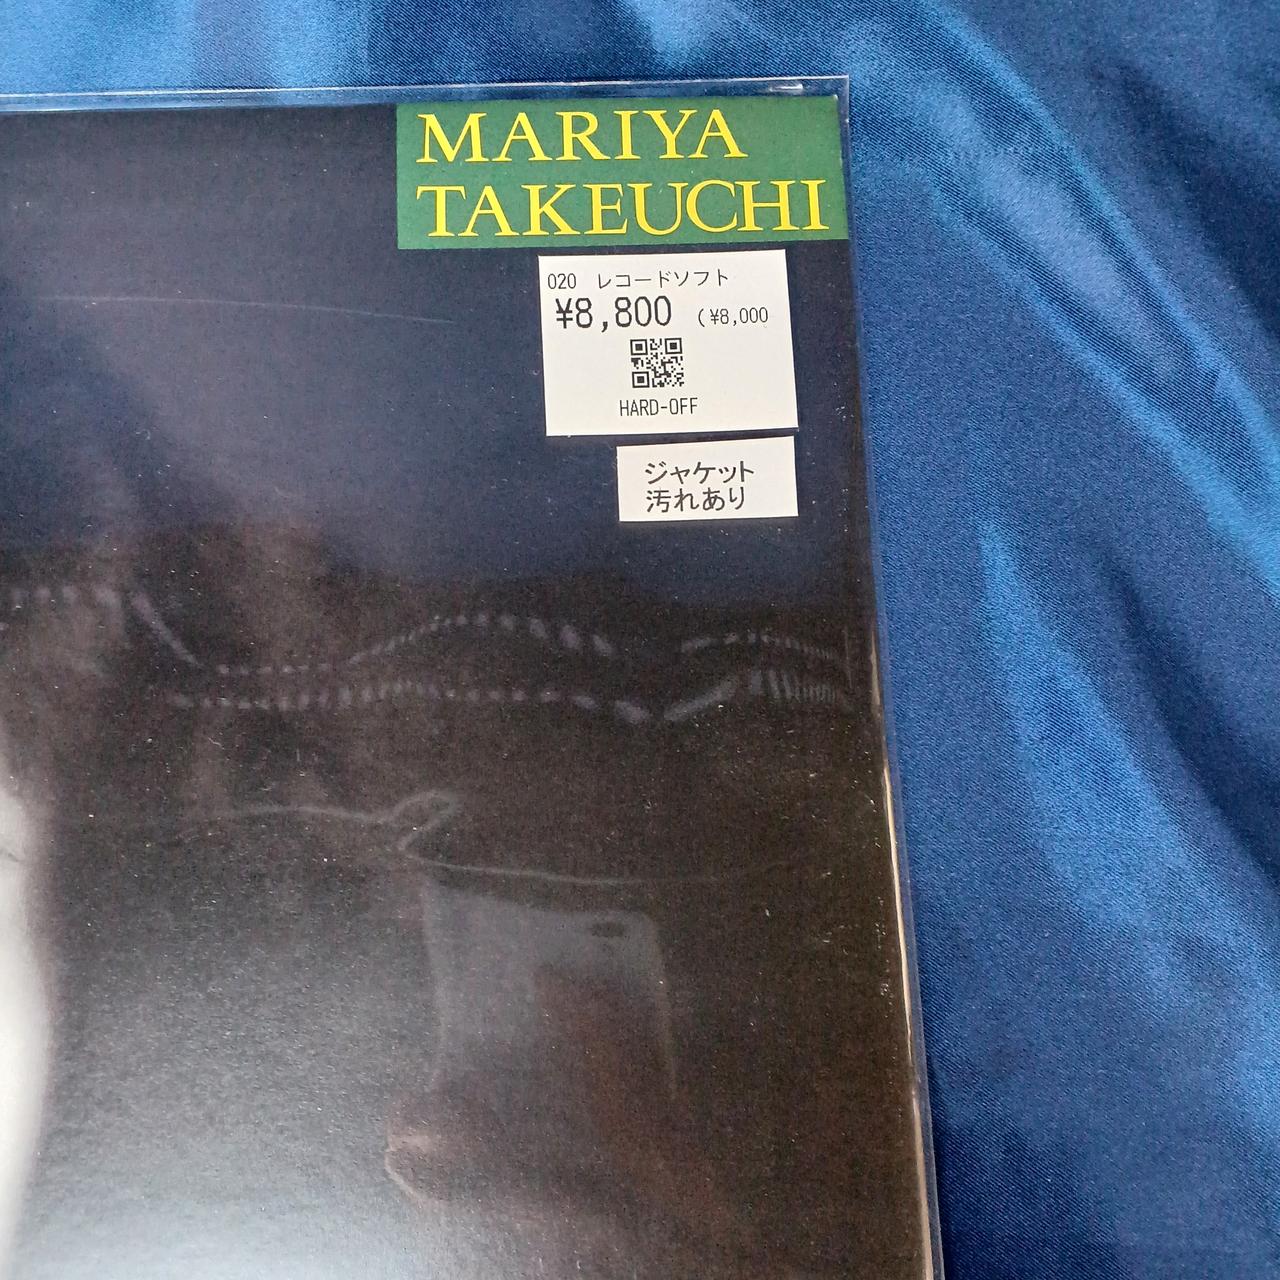 MARIYA
TAKEUCHI
020 レコードソフト
¥8,800 (¥8,000
HARD-OFF
ジャケット
汚れあり